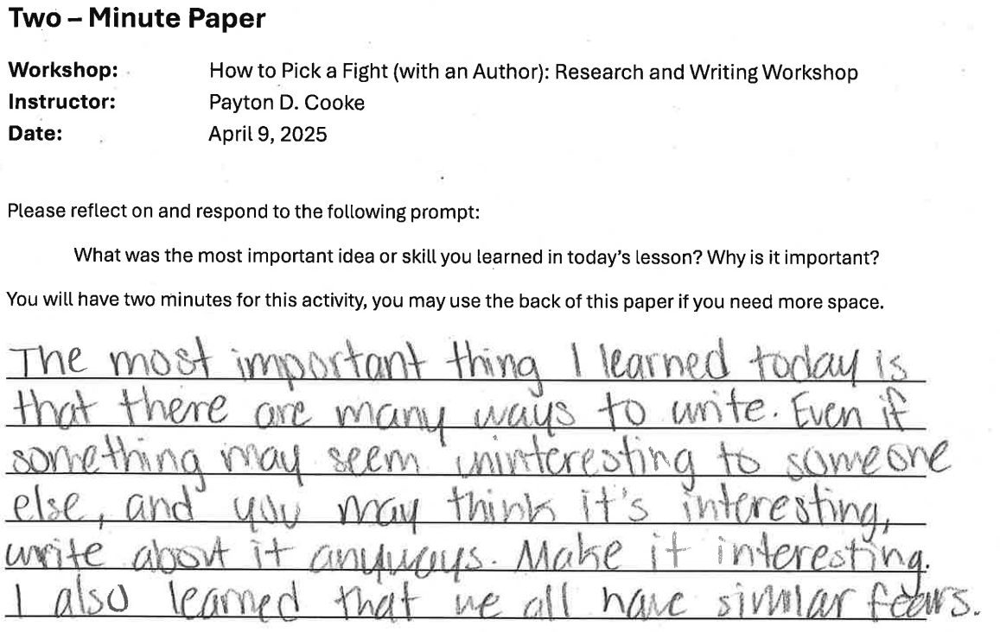 Two – Minute Paper
Workshop: How to Pick a Fight (with an Author): Research and Writing Workshop
Instructor: Payton D. Cooke
Date: April 9, 2025
Please reflect on and respond to the following prompt:
What was the most important idea or skill you learned in today's lesson? Why is it important?
You will have two minutes for this activity, you may use the back of this paper if you need more space.
The most important thing I learned today is
that there are many ways to write. Even if
something may seem uninteresting to someone
else, and you may think it's interesting,
write about it anyways. Make it interesting.
I also learned that we all have similar fears.